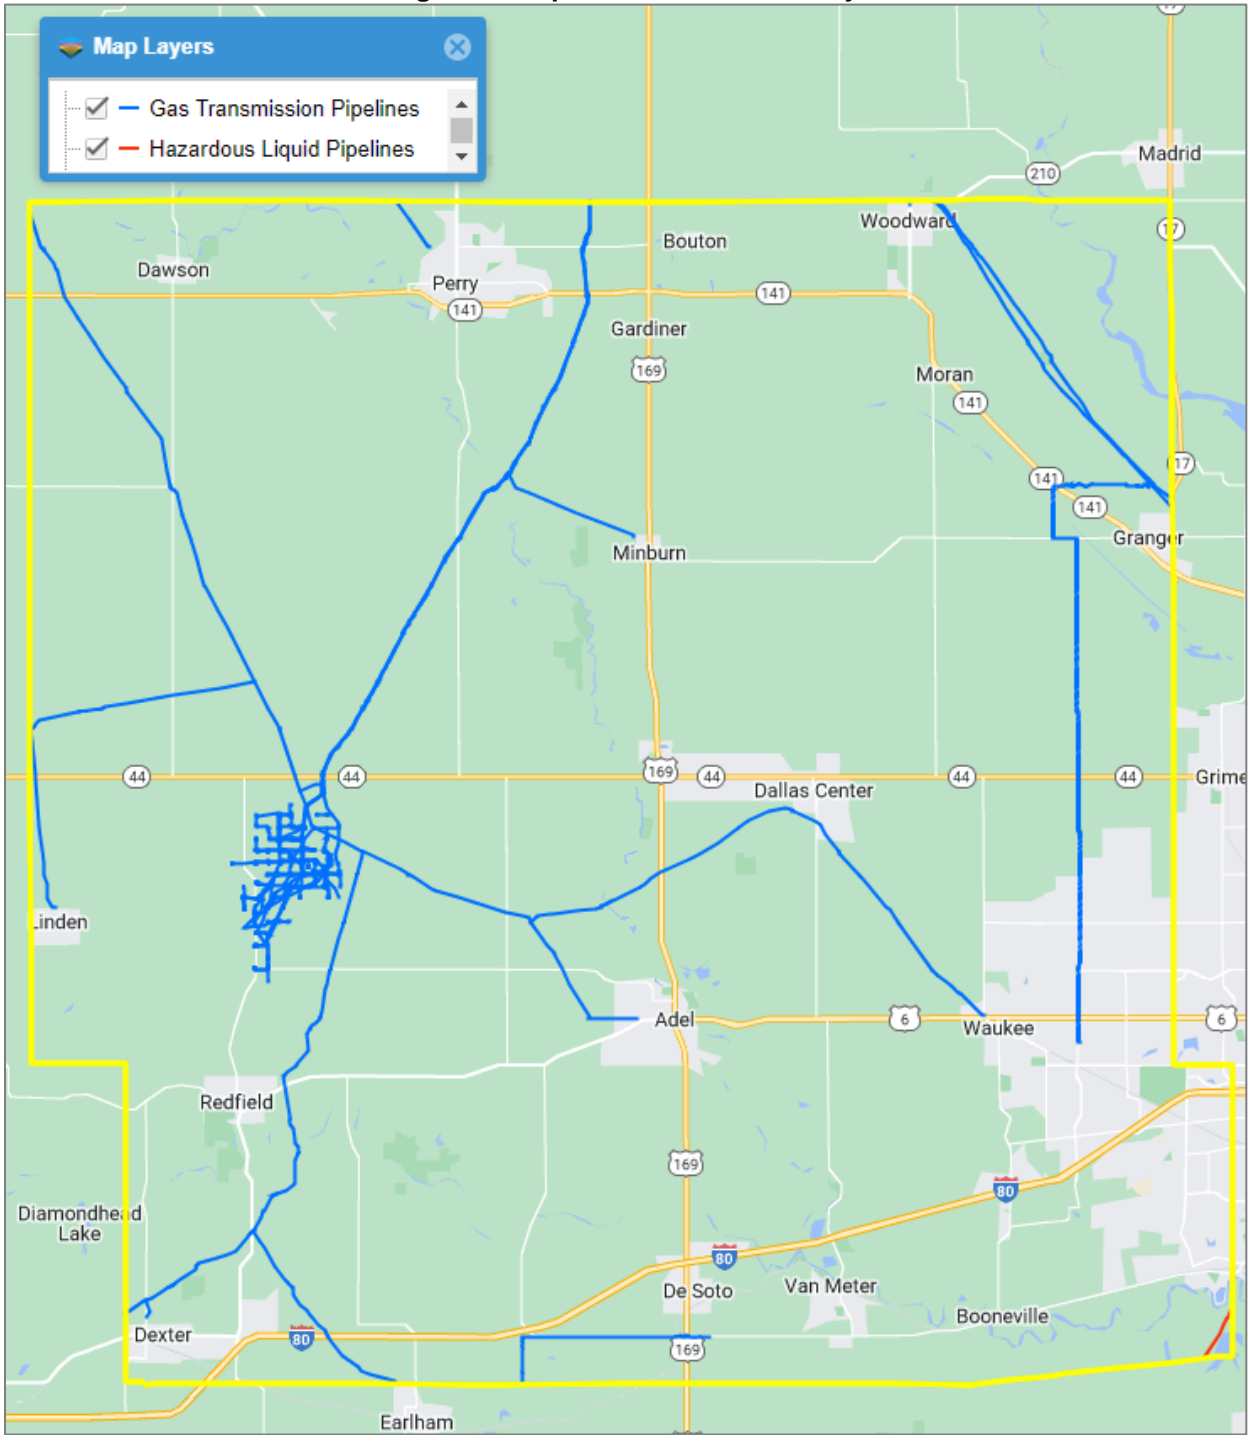 17
Map Layers
Gas Transmission Pipelines
Hazardous Liquid Pipelines
Madrid
210
Woodward
17
Bouton
Dawson
Perry
141
141
Gardiner
169
Moran
141
17
141
141
Granger
Minburn
44
44
169
44
44
44
Grime
Dallas Center
Linden
Adel
6
Waukee
6
Redfield
169
80
Diamondhead
Lake
80
De Soto
Van Meter
Booneville
Dexter
80
169
Earlham